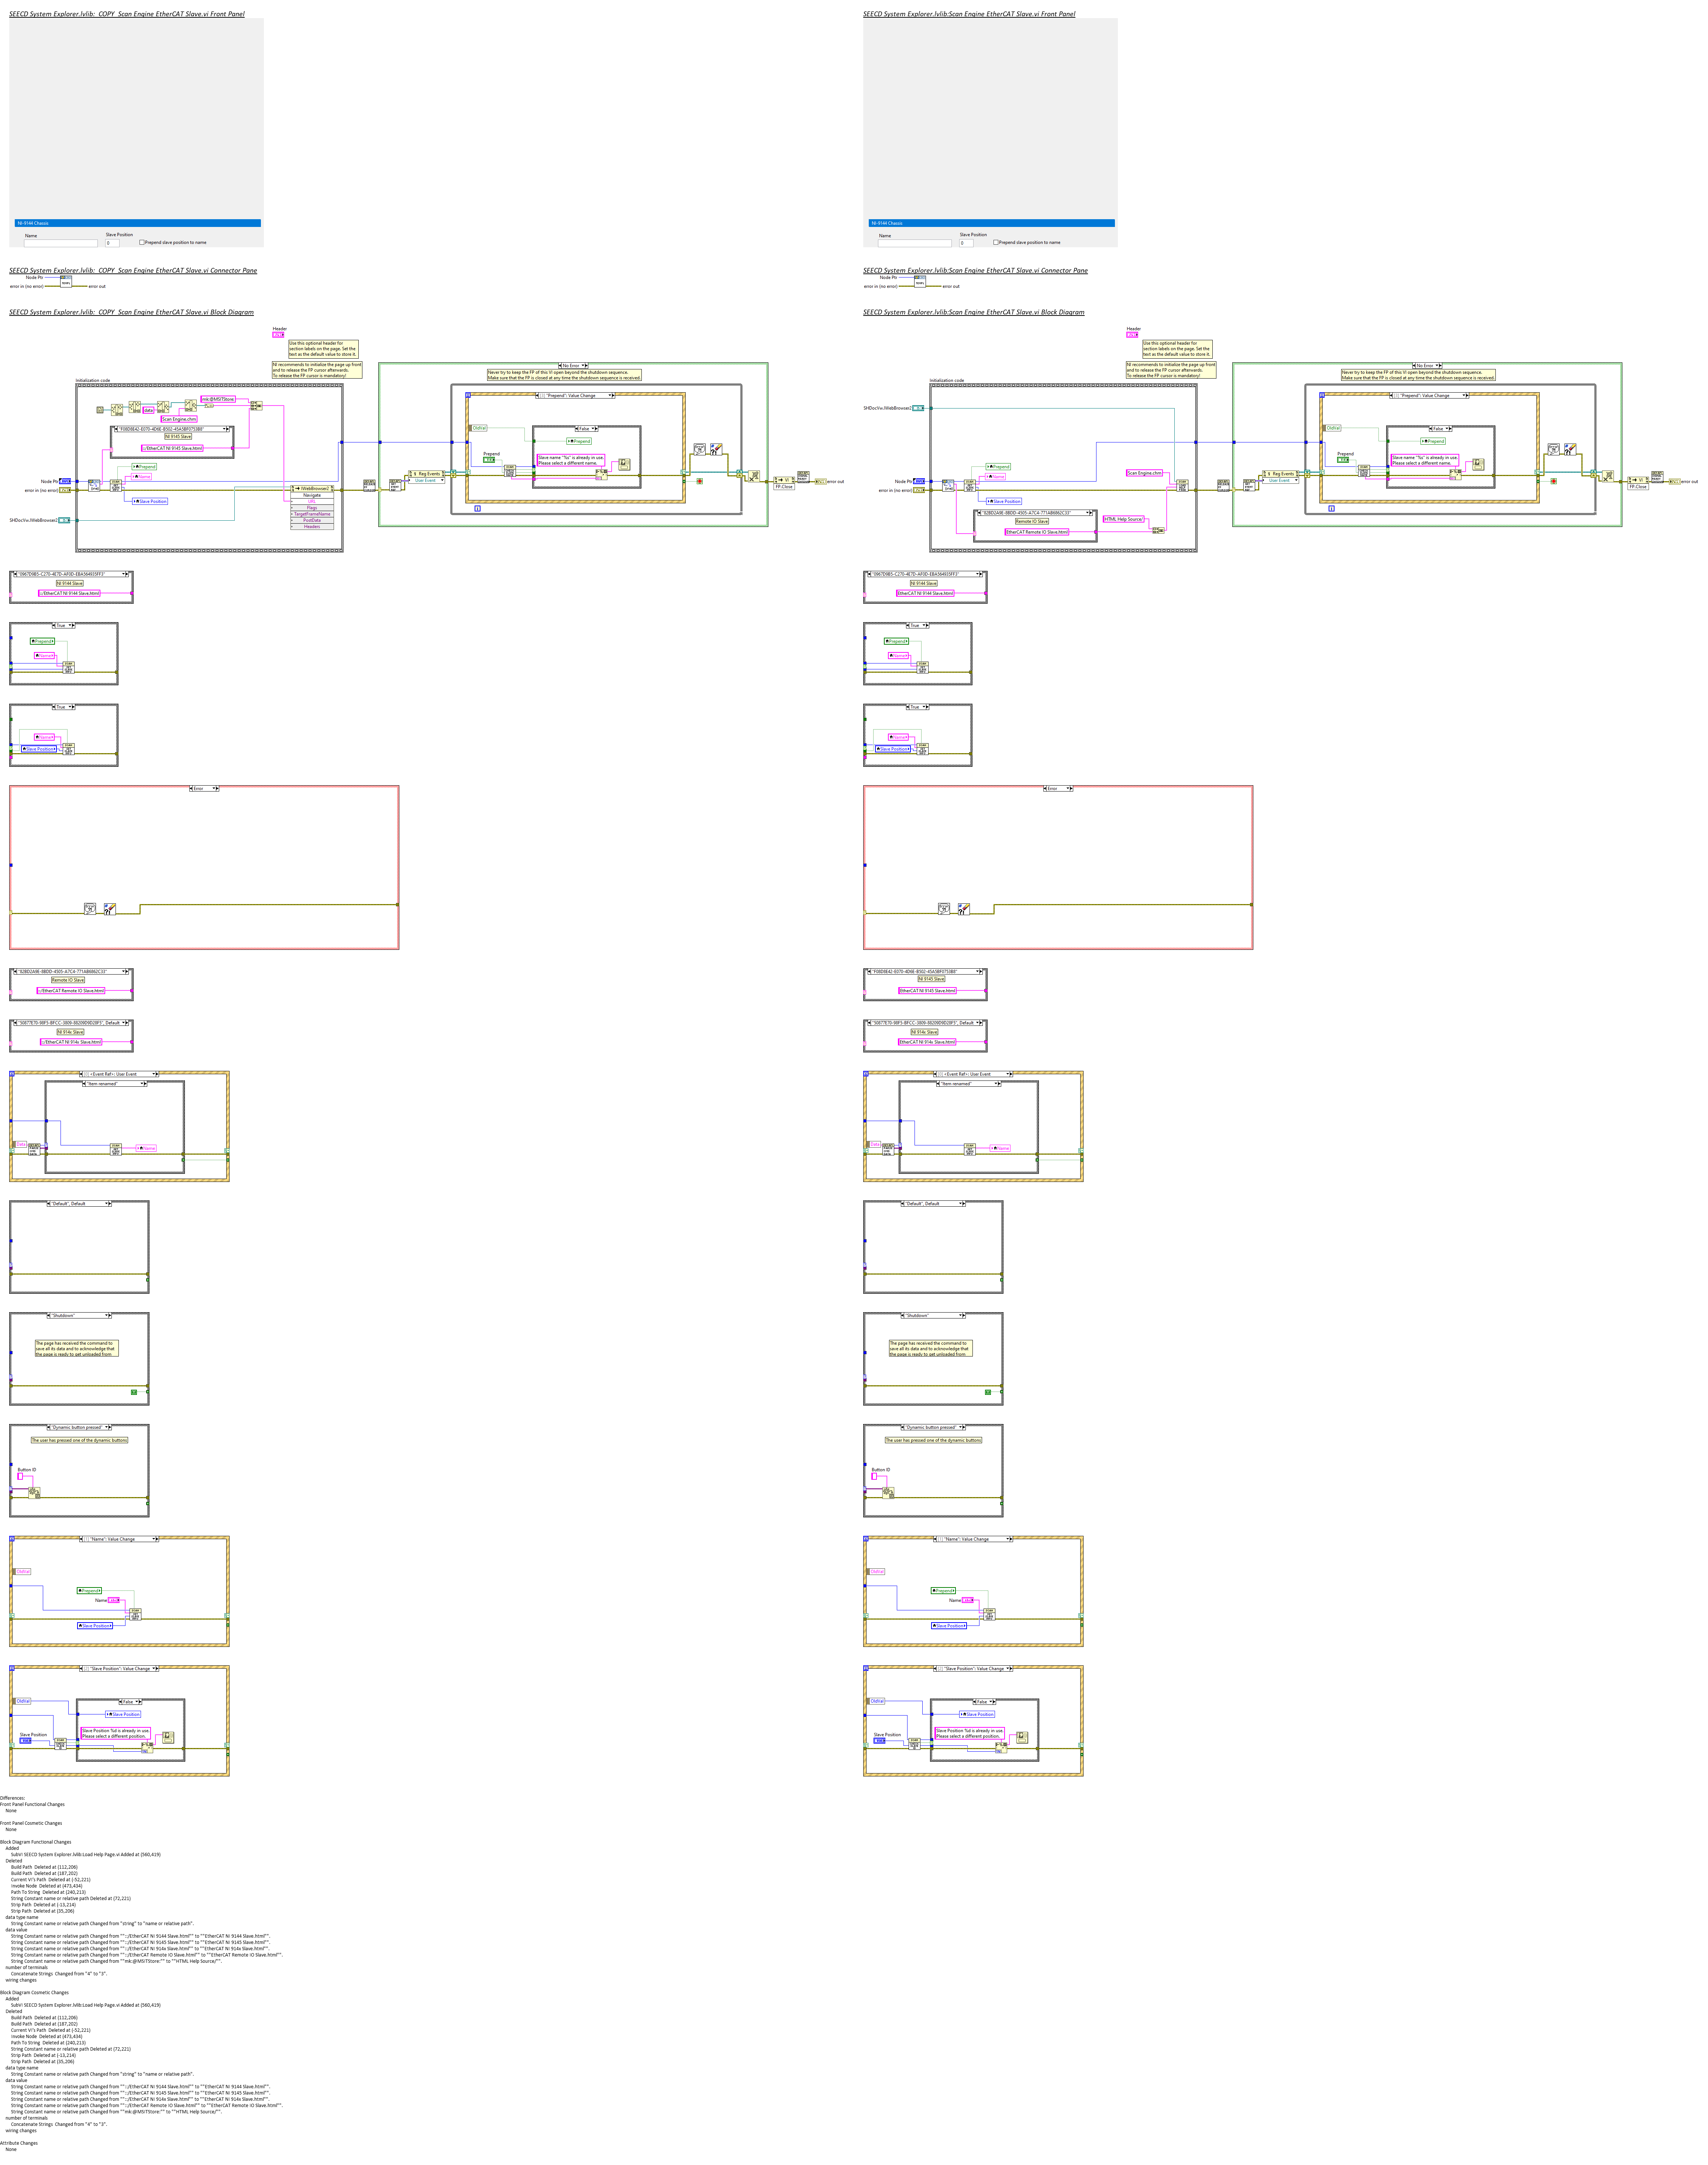 SEECD System Explorer.lvlib:_COPY_Scan Engine EtherCAT Slave.vi Front Panel
NI-9144 Chassis
Name
Slave Position
0
Prepend slave position to name
SEECD System Explorer.lvlib:_COPY_Scan Engine EtherCAT Slave.vi Connector Pane
Node Ptr
error in (no error)
error out
SEECD System Explorer.lvlib:_COPY_Scan Engine EtherCAT Slave.vi Block Diagram
Header
Use this optional header for
section labels on the page. Set the
text as the default value to store it.
NI recommends to initialize the page up front
and to release the FP cursor afterwards.
To release the FP cursor is mandatory!
Initialization code
mk:@MSITStore:
data
Scan Engine.chm
NI 9145 Slave
::/EtherCAT NI 9145 Slave.html
Prepend
Name
Slave Position
Node Ptr
error in (no error)
SHDocVw.IWebBrowser2
IWebBrowser2
Navigate
URL
Flags
TargetFrameName
PostData
Headers
No Error
Never try to keep the FP of this VI open beyond the shutdown sequence.
Make sure that the FP is closed at any time the shutdown sequence is received.
"Prepend": Value Change
OldVal
False
Prepend
Prepend
Slave name "%s" is already in use.
Please select a different name.
Reg Events
User Event
VI
FP.Close
error out
NI 9144 Slave
::/EtherCAT NI 9144 Slave.html
True
Prepend
Name
True
Name
Slave Position
Error
Remote IO Slave
::/EtherCAT Remote IO Slave.html
NI 914x Slave
::/EtherCAT NI 914x Slave.html
<Event Ref>: User Event
"Item renamed"
Data
Name
"Default", Default
"Shutdown"
The page has received the command to
save all its data and to acknowledge that
the page is ready to get unloaded from
"Dynamic button pressed"
The user has pressed one of the dynamic buttons
Button ID
"Name": Value Change
OldVal
Prepend
Name
Slave Position
"Slave Position": Value Change
OldVal
False
Slave Position
Slave Position %d is already in use.
Please select a different position.
Slave Position
SEECD System Explorer.lvlib:Scan Engine EtherCAT Slave.vi Front Panel
NI-9144 Chassis
Name
Slave Position
0
Prepend slave position to name
SEECD System Explorer.lvlib:Scan Engine EtherCAT Slave.vi Connector Pane
Node Ptr
error in (no error)
error out
SEECD System Explorer.lvlib:Scan Engine EtherCAT Slave.vi Block Diagram
Header
Use this optional header for
section labels on the page. Set the
text as the default value to store it.
NI recommends to initialize the page up front
and to release the FP cursor afterwards.
To release the FP cursor is mandatory!
Initialization code
SHDocVw.IWebBrowser2
Prepend
Name
Scan Engine.chm
Node Ptr
error in (no error)
Slave Position
Remote IO Slave
EtherCAT Remote IO Slave.html
HTML Help Source/
No Error
Never try to keep the FP of this VI open beyond the shutdown sequence.
Make sure that the FP is closed at any time the shutdown sequence is received.
"Prepend": Value Change
OldVal
False
Prepend
Prepend
Slave name "%s" is already in use.
Please select a different name.
Reg Events
User Event
VI
FP.Close
error out
NI 9144 Slave
EtherCAT NI 9144 Slave.html
True
Prepend
Name
True
Name
Slave Position
Error
NI 9145 Slave
EtherCAT NI 9145 Slave.html
NI 914x Slave
EtherCAT NI 914x Slave.html
<Event Ref>: User Event
"Item renamed"
Data
Name
"Default", Default
"Shutdown"
The page has received the command to
save all its data and to acknowledge that
the page is ready to get unloaded from
"Dynamic button pressed"
The user has pressed one of the dynamic buttons
Button ID
"Name": Value Change
OldVal
Prepend
Name
Slave Position
"Slave Position": Value Change
OldVal
False
Slave Position
Slave Position %d is already in use.
Please select a different position.
Slave Position
Differences:
Front Panel Functional Changes
None
Front Panel Cosmetic Changes
None
Block Diagram Functional Changes
Added
SubVI SEECD System Explorer.lvlib:Load Help Page.vi Added at (560,419)
Deleted
Build Path Deleted at (112,206)
Build Path Deleted at (187,202)
Current VI's Path Deleted at (-52,221)
Invoke Node Deleted at (473,434)
Path To String Deleted at (240,213)
String Constant name or relative path Deleted at (72,221)
Strip Path Deleted at (-13,214)
Strip Path Deleted at (35,206)
data type name
String Constant name or relative path Changed from "string" to "name or relative path".
data value
String Constant name or relative path Changed from ""::/EtherCAT NI 9144 Slave.html"" to ""EtherCAT NI 9144 Slave.html"".
String Constant name or relative path Changed from ""::/EtherCAT NI 9145 Slave.html"" to ""EtherCAT NI 9145 Slave.html"".
String Constant name or relative path Changed from ""::/EtherCAT NI 914x Slave.html"" to ""EtherCAT NI 914x Slave.html"".
String Constant name or relative path Changed from ""::/EtherCAT Remote IO Slave.html"" to ""EtherCAT Remote IO Slave.html"".
String Constant name or relative path Changed from ""mk:@MSITStore:"" to ""HTML Help Source/"".
number of terminals
Concatenate Strings Changed from "4" to "3".
wiring changes
Block Diagram Cosmetic Changes
Added
SubVI SEECD System Explorer.lvlib:Load Help Page.vi Added at (560,419)
Deleted
Build Path Deleted at (112,206)
Build Path Deleted at (187,202)
Current VI's Path Deleted at (-52,221)
Invoke Node Deleted at (473,434)
Path To String Deleted at (240,213)
String Constant name or relative path Deleted at (72,221)
Strip Path Deleted at (-13,214)
Strip Path Deleted at (35,206)
data type name
String Constant name or relative path Changed from "string" to "name or relative path".
data value
String Constant name or relative path Changed from ""::/EtherCAT NI 9144 Slave.html"" to ""EtherCAT NI 9144 Slave.html"".
String Constant name or relative path Changed from ""::/EtherCAT NI 9145 Slave.html"" to ""EtherCAT NI 9145 Slave.html"".
String Constant name or relative path Changed from ""::/EtherCAT NI 914x Slave.html"" to ""EtherCAT NI 914x Slave.html"".
String Constant name or relative path Changed from ""::/EtherCAT Remote IO Slave.html"" to ""EtherCAT Remote IO Slave.html"".
String Constant name or relative path Changed from ""mk:@MSITStore:"" to ""HTML Help Source/"".
number of terminals
Concatenate Strings Changed from "4" to "3".
wiring changes
Attribute Changes
None